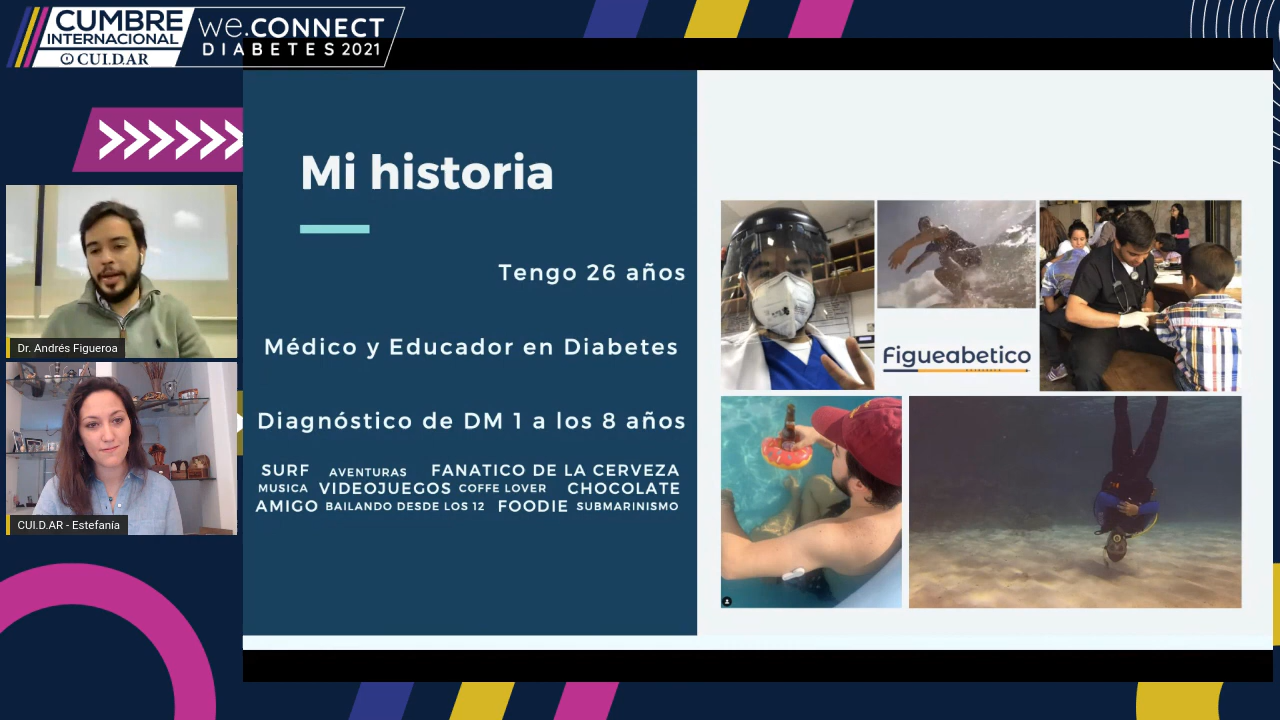 CUMBRE
INTERNACIONAL
CUI.D.AR
we.CONNECT
DIABETES 2021
Mi historia
Tengo 26 años
Médico y Educador en Diabetes
Diagnóstico de DM 1 a los 8 años
SURF AVENTURAS FANATICO DE LA CERVEZA
MUSICA VIDEOJUEGOS COFFE LOVER CHOCOLATE
AMIGO BAILANDO DESDE LOS 12 FOODIE SUBMARINISMO
Figueabetico
Dr. Andrés Figueroa
CUI.D.AR - Estefanía